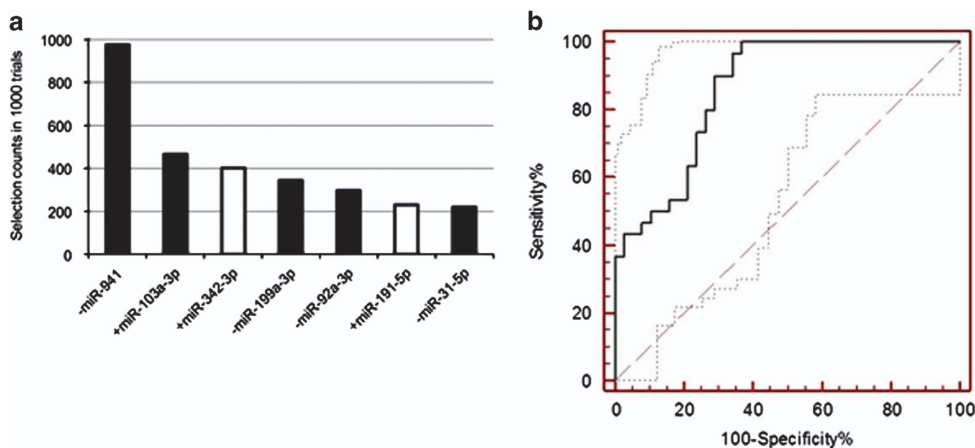 a
Selection counts in 1000 trials
1000
800
600
400
200
0
-miR-941
+miR-103a-3p
+miR-342-3p
-miR-199a-3p
-miR-92a-3p
+miR-191-5p
-miR-31-5p
b
Sensitivity%
100
80
60
40
20
0
0 20 40 60 80 100
100-Specificity%